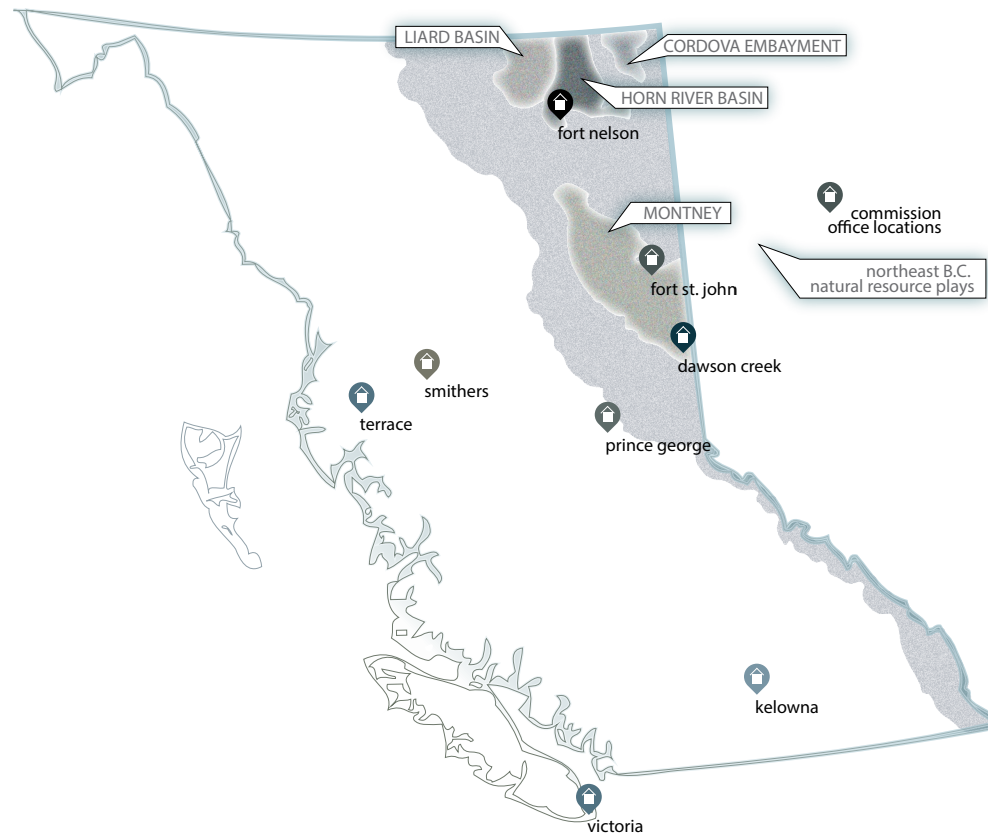 LIARD BASIN
CORDOVA EMBAYMENT
HORN RIVER BASIN
fort nelson
MONTNEY
commission
office locations
northeast B.C.
natural resource plays
fort st. john
dawson creek
smithers
terrace
prince george
kelowna
victoria